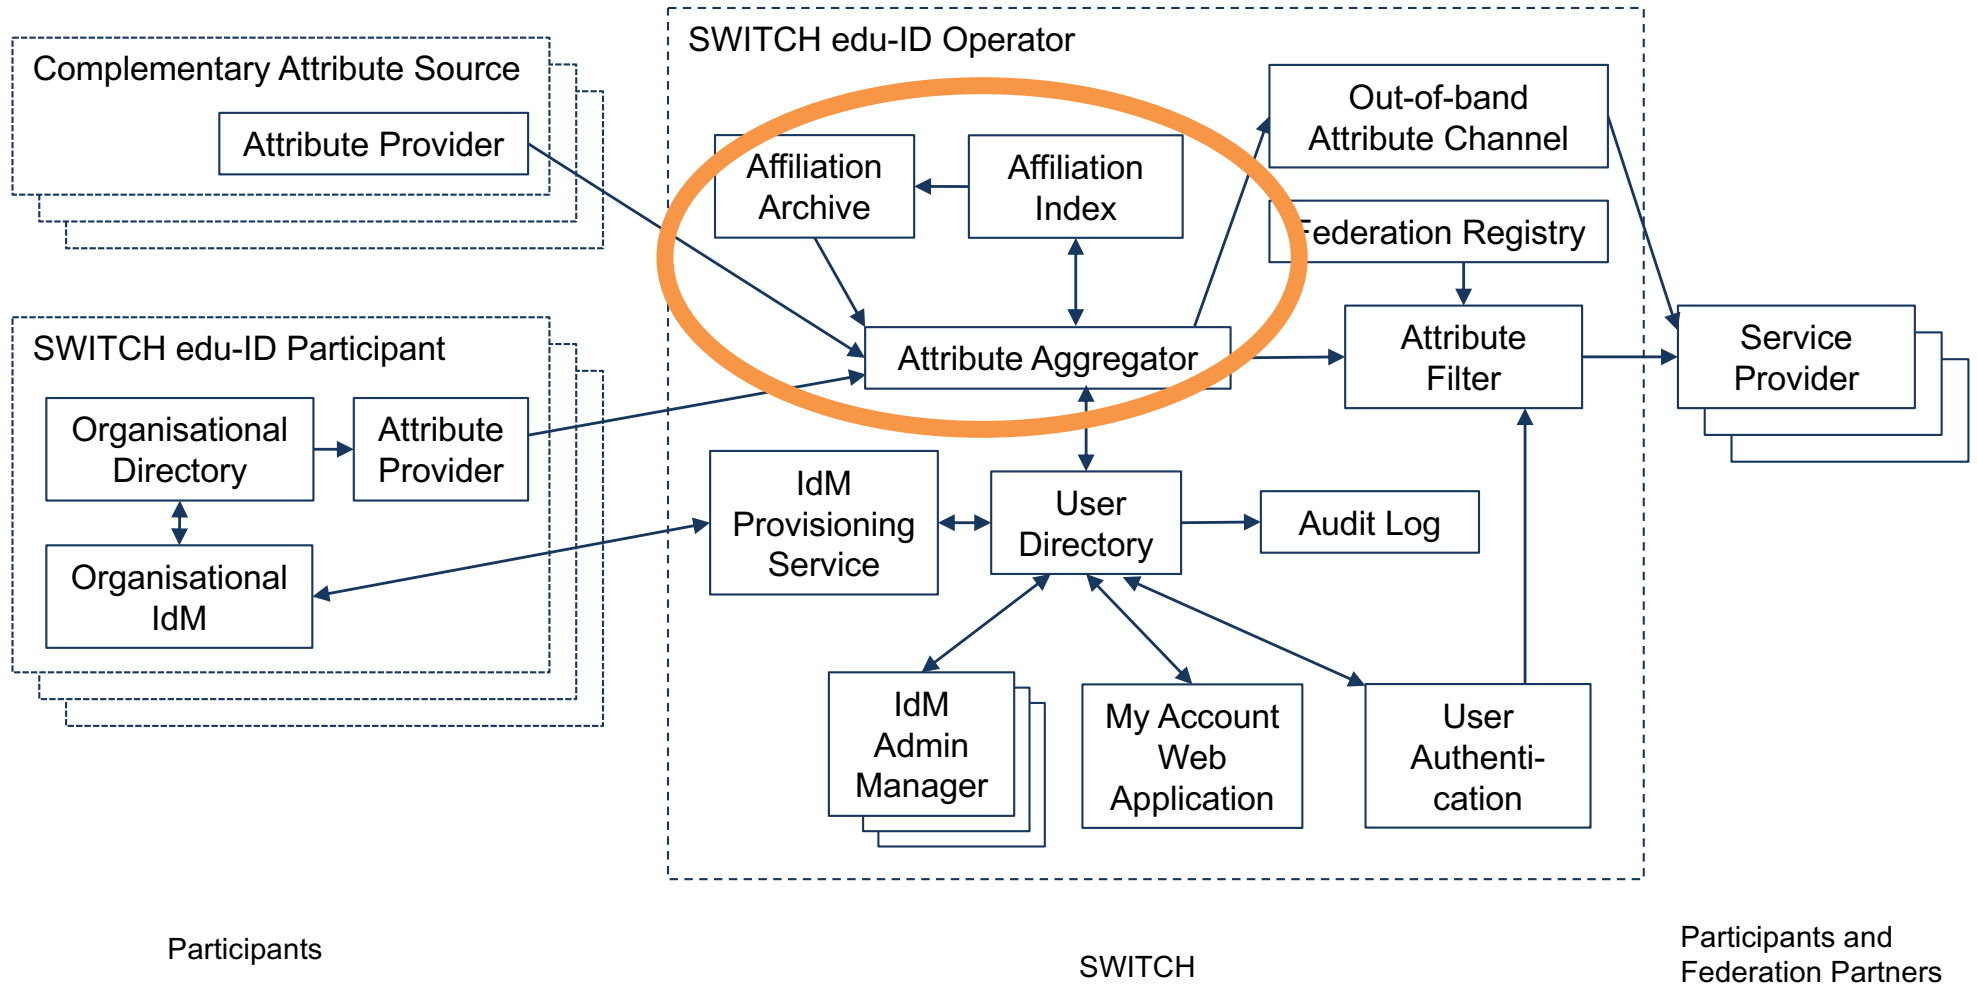 SWITCH edu-ID Operator
Complementary Attribute Source
Attribute Provider
Affiliation
Archive
Affiliation
Index
Out-of-band
Attribute Channel
Federation Registry
SWITCH edu-ID Participant
Organisational
Directory
Attribute
Provider
Organisational
IdM
Attribute Aggregator
Attribute
Filter
Service
Provider
IdM
Provisioning
Service
User
Directory
Audit Log
IdM
Admin
Manager
My Account
Web
Application
User
Authenti-
cation
Participants
SWITCH
Participants and
Federation Partners